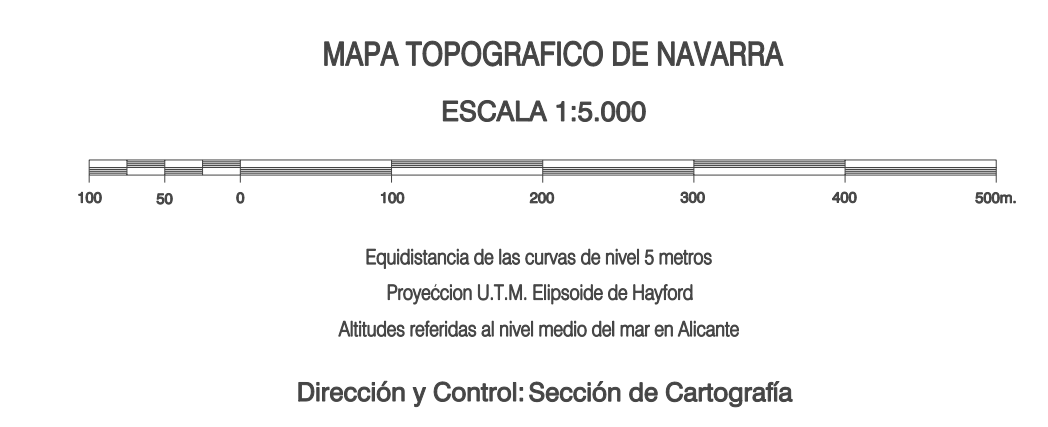 MAPA TOPOGRAFICO DE NAVARRA
ESCALA 1:5.000
100 50 0 100 200 300 400 500m.
Equidistancia de las curvas de nivel 5 metros
Proyeccion U.T.M. Elipsoide de Hayford
Altitudes referidas al nivel medio del mar en Alicante
Dirección y Control: Sección de Cartografía